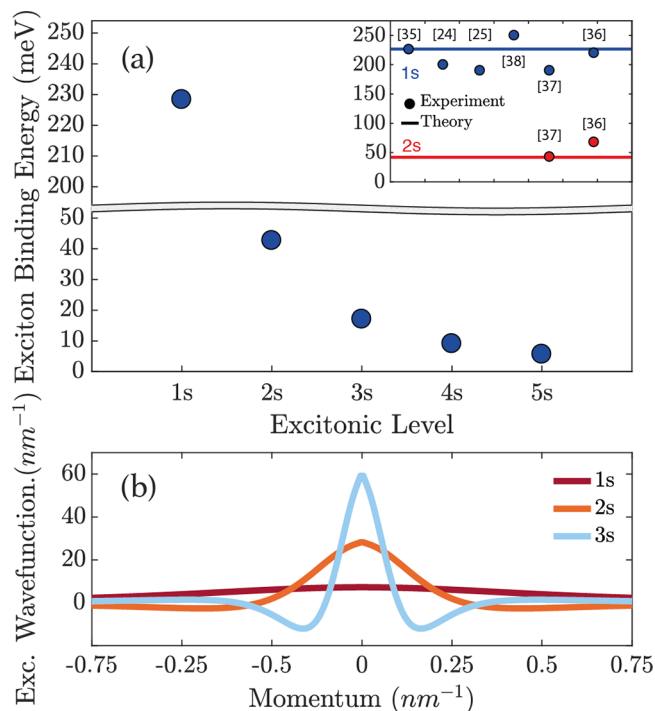 Exciton Binding Energy (meV)
(a)
230
220
210
200
50
40
30
20
10
0
250
200
150
100
50
0
[35]
[24]
[25]
[38]
[37]
[36]
1s
Experiment
Theory
2s
[37]
[36]
1s
2s
3s
4s
5s
Excitonic Level
Exc. Wavefunction.(nm⁻¹)
(b)
60
40
20
0
1s
2s
3s
-0.75
-0.25
-0.5
0
0.25
0.5
0.75
Momentum (nm⁻¹)